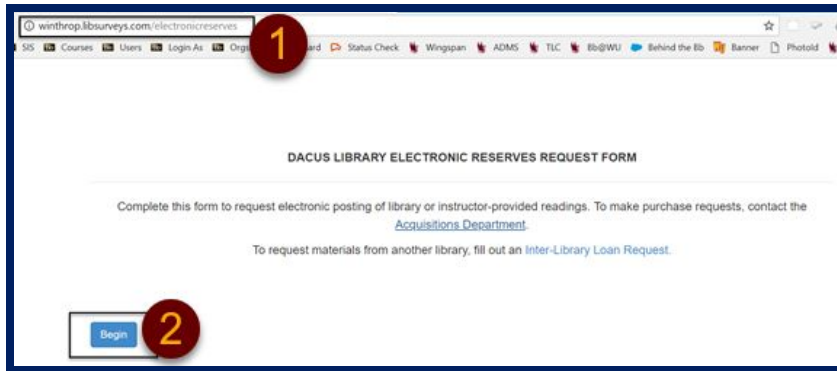 winthrop.libsurveys.com/electronicreserves
1
SIS Courses Users Login As Orgs ard Status Check Wingspan ADMS TLC Bb@WU Behind the Bb Banner Photoid
DACUS LIBRARY ELECTRONIC RESERVES REQUEST FORM
Complete this form to request electronic posting of library or instructor-provided readings. To make purchase requests, contact the
Acquisitions Department.
To request materials from another library, fill out an Inter-Library Loan Request.
Begin
2